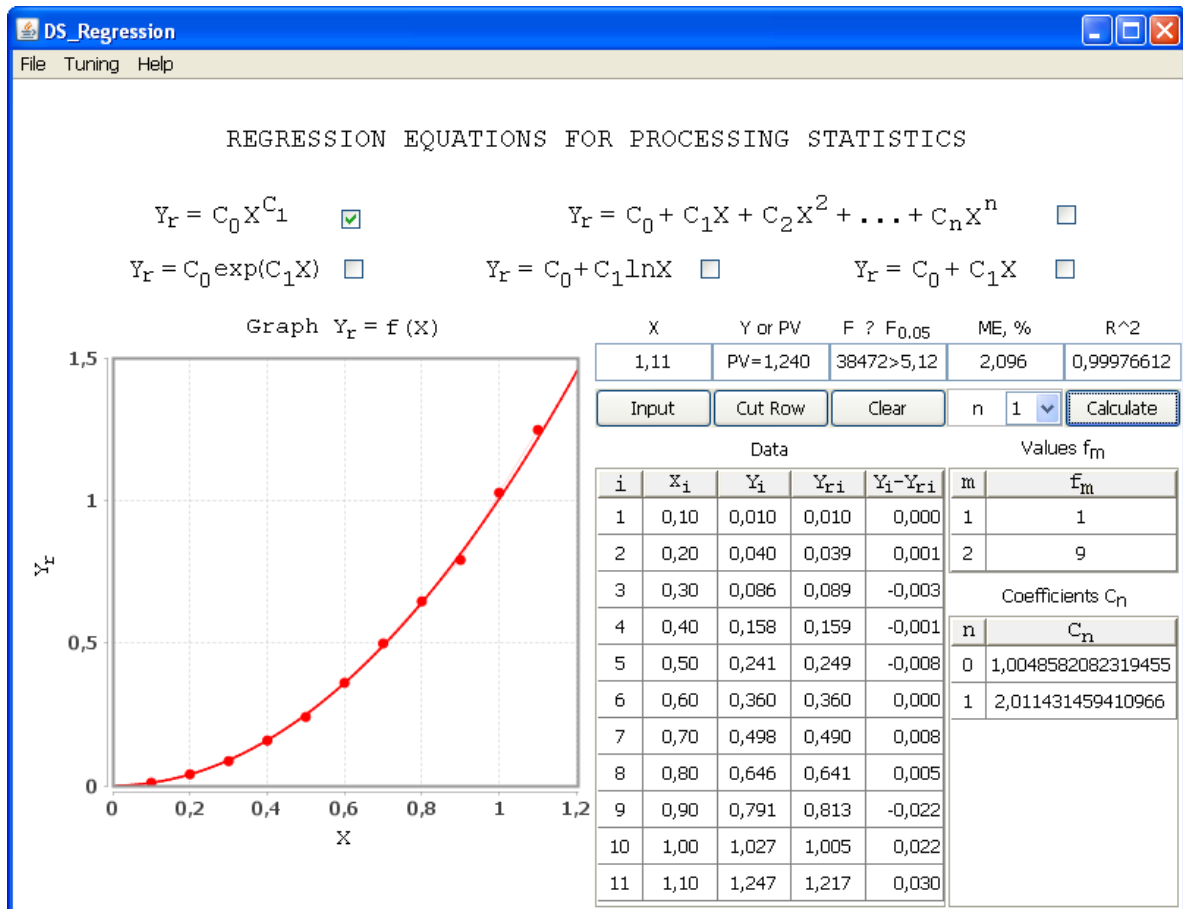 DS_Regression
File Tuning Help
REGRESSION EQUATIONS FOR PROCESSING STATISTICS
Yr = C0XC1
Yr = C0 + C1X + C2X2 + ... + CnXn
Yr = C0exp(C1X)
Yr = C0+ C1lnX
Yr = C0 + C1X
Graph Yr = f(X)
1,5
1
0,5
0
0 0,2 0,4 0,6 0,8 1 1,2
Yr
X
X Y or PV F ? F0.05 ME, % R^2
1,11 PV=1,240 38472>5,12 2,096 0,99976612
Input Cut Row Clear n 1 Calculate
Data
i Xi Yi Yri Yi-Yri
1 0,10 0,010 0,010 0,000
2 0,20 0,040 0,039 0,001
3 0,30 0,086 0,089 -0,003
4 0,40 0,158 0,159 -0,001
5 0,50 0,241 0,249 -0,008
6 0,60 0,360 0,360 0,000
7 0,70 0,498 0,490 0,008
8 0,80 0,646 0,641 0,005
9 0,90 0,791 0,813 -0,022
10 1,00 1,027 1,005 0,022
11 1,10 1,247 1,217 0,030
Values fm
m fm
1 1
2 9
Coefficients Cn
n Cn
0 1,0048582082319455
1 2,011431459410966